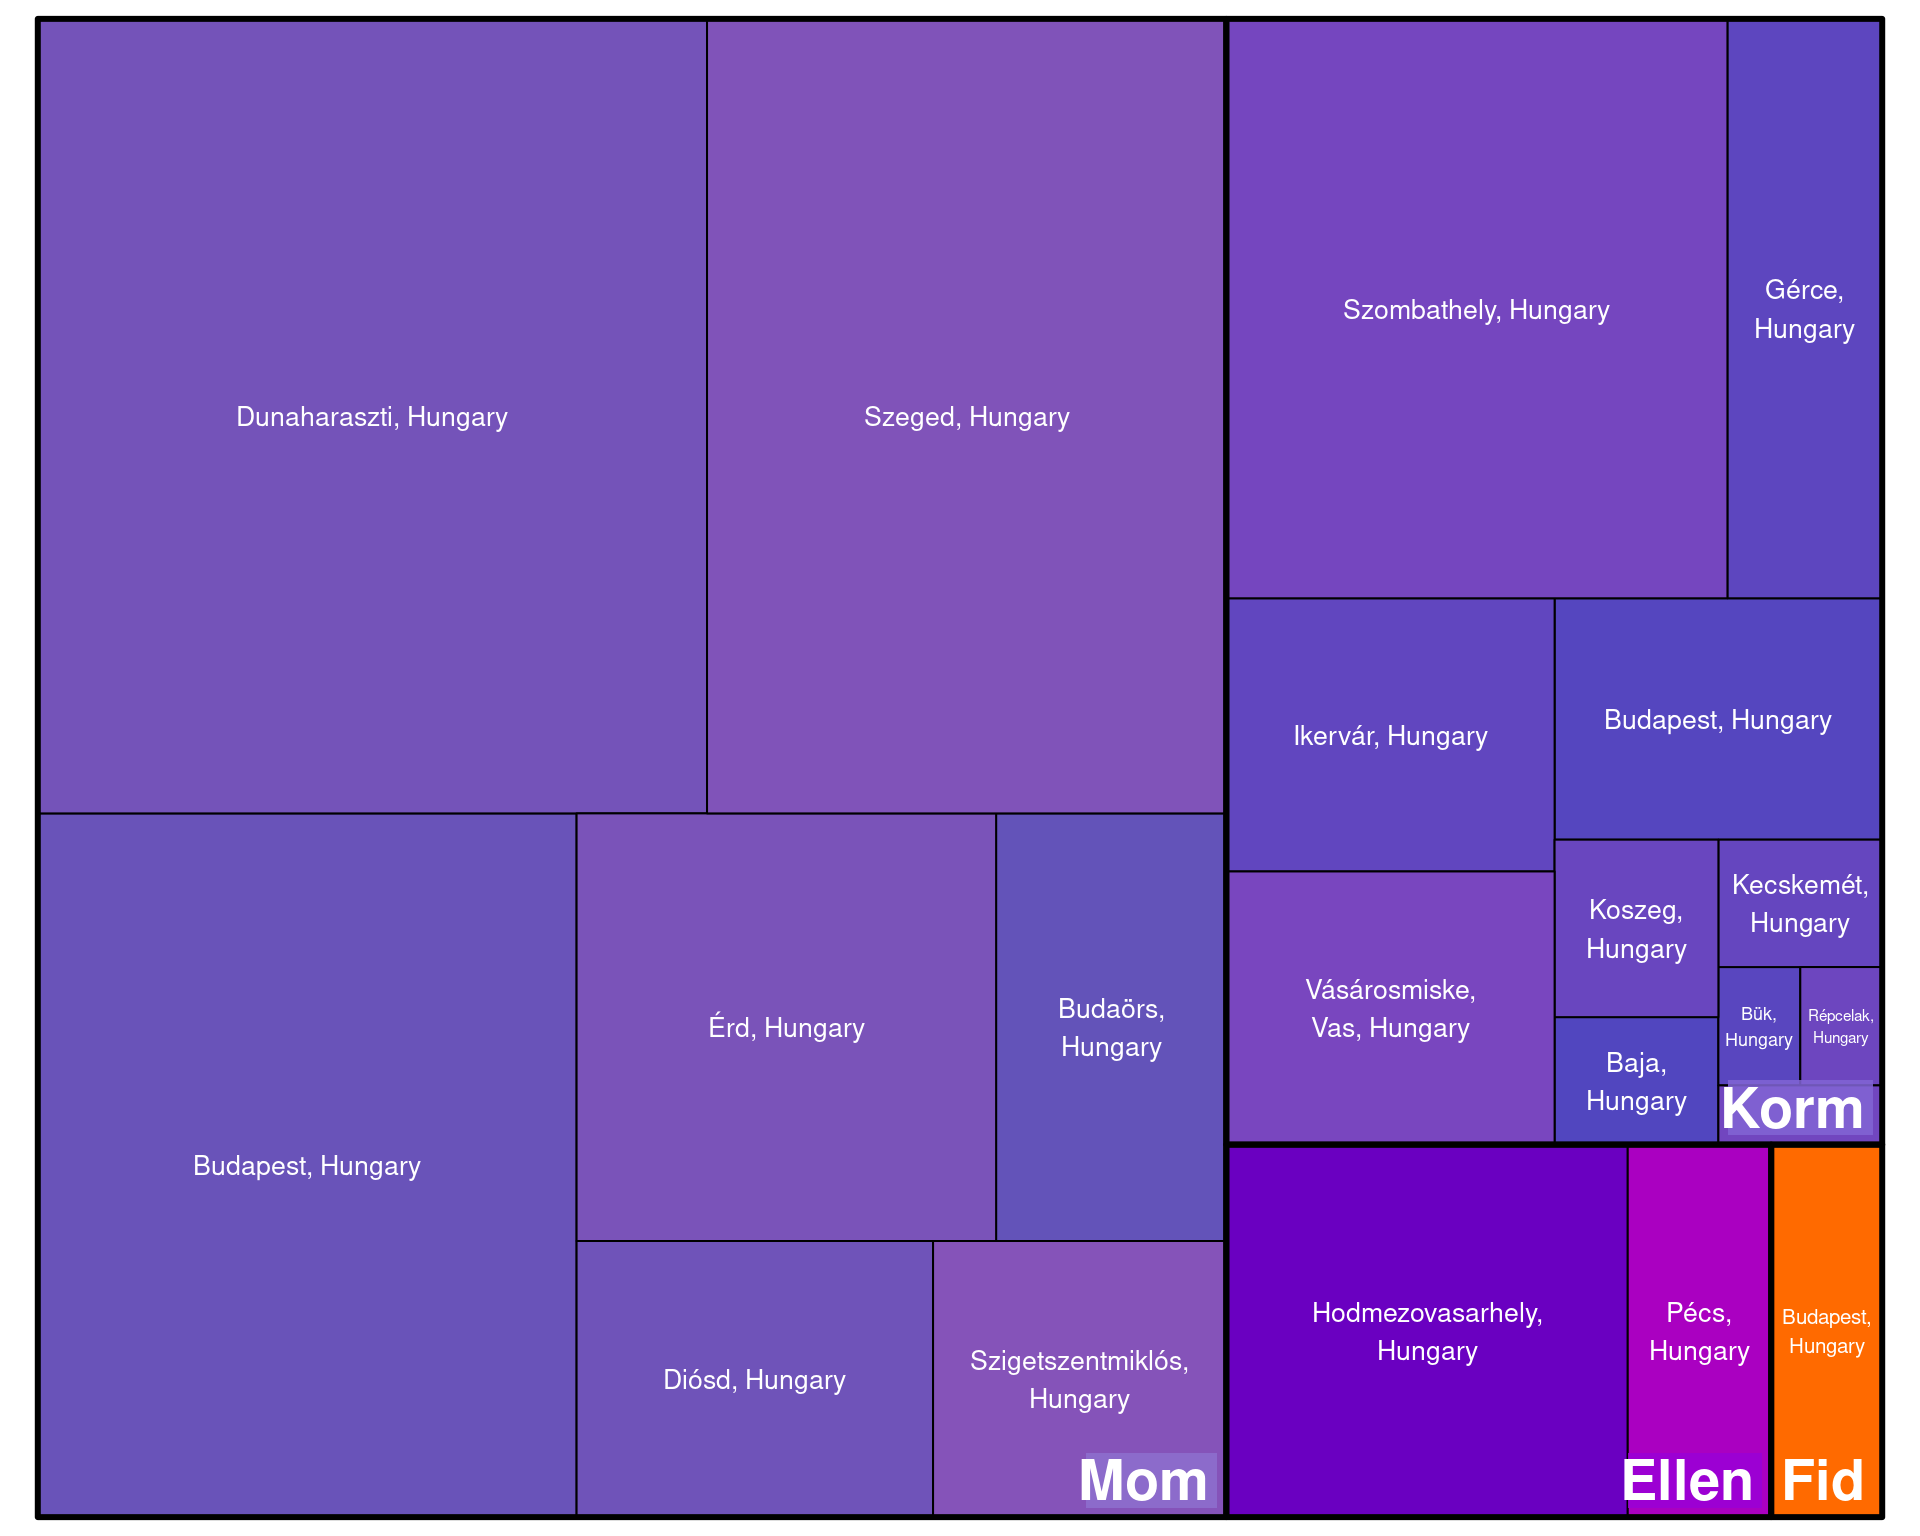 Dunaharaszti, Hungary
Szeged, Hungary
Budapest, Hungary
Érd, Hungary
Budaörs,
Hungary
Diósd, Hungary
Szigetszentmiklós,
Hungary
Mom
Szombathely, Hungary
Gérce,
Hungary
Ikervár, Hungary
Budapest, Hungary
Vásárosmiske,
Vas, Hungary
Koszeg,
Hungary
Kecskemét,
Hungary
Baja,
Hungary
Bük,
Hungary
Répcelak,
Hungary
Korm
Hodmezovasarhely,
Hungary
Pécs,
Hungary
Ellen
Budapest,
Hungary
Fid